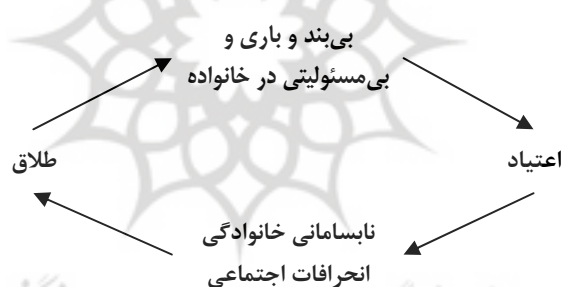 بی‌بند و باری و
بی‌مسئولیتی در خانواده
اعتیاد
طلاق
نابسامانی خانوادگی
انحرافات اجتماعی